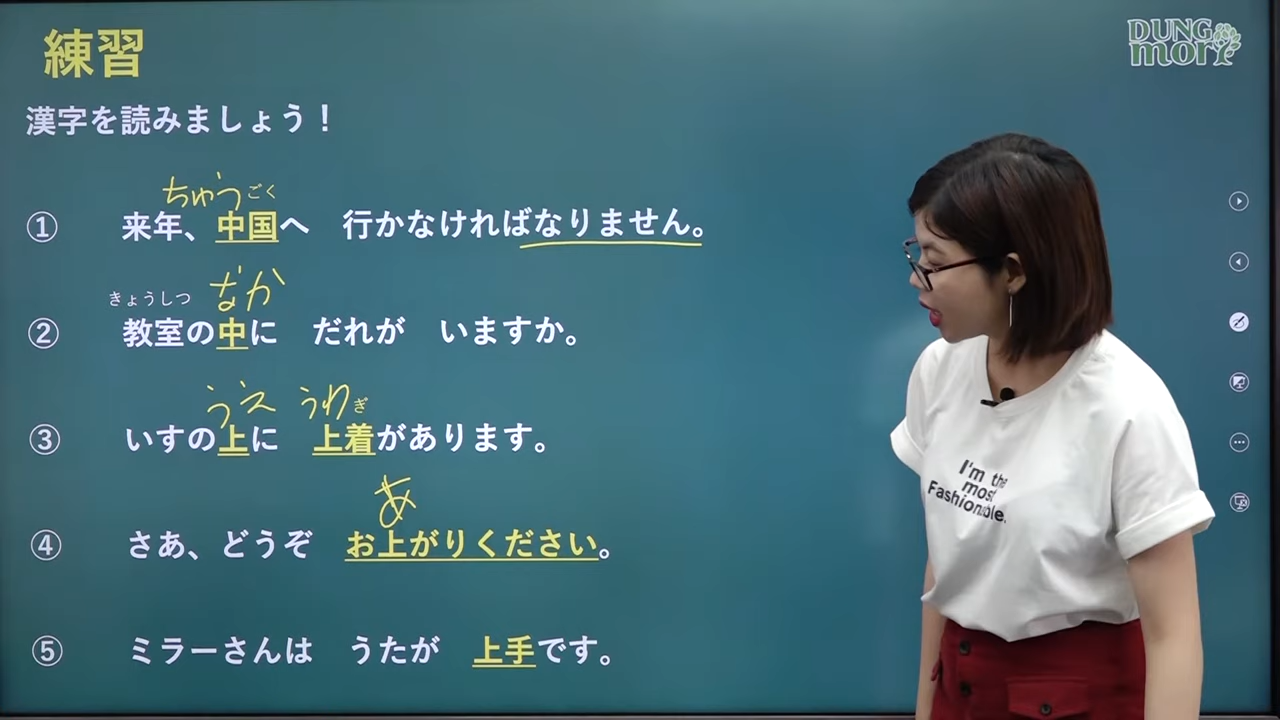 練習
DUNG
mori
漢字を読みましょう！
ちゅうごく
① 来年、中国へ 行かなければなりません。
きょうしつ なか
② 教室の中に だれが いますか。
うえ うわぎ
③ いすの上に 上着があります。
あ
④ さあ、どうぞ お上がりください。
⑤ ミラーさんは うたが 上手です。
I'm the
most
Fashionable.